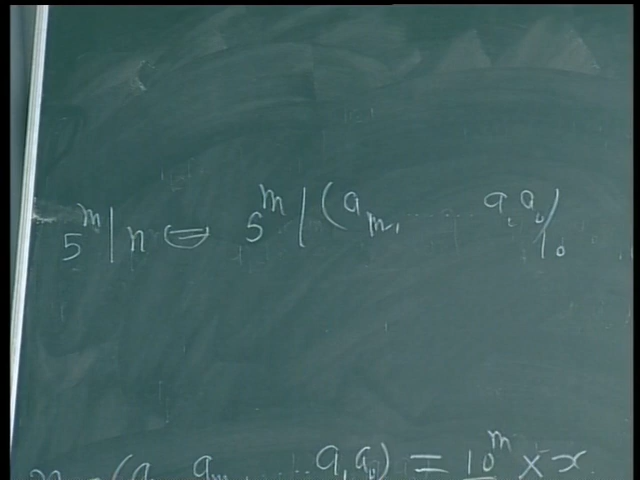 5^m | n ⇔ 5^m | (a_{m-1} ... a_1 a_0)_{10}
(a a_m ... a_1 a_0) = 10^m × x